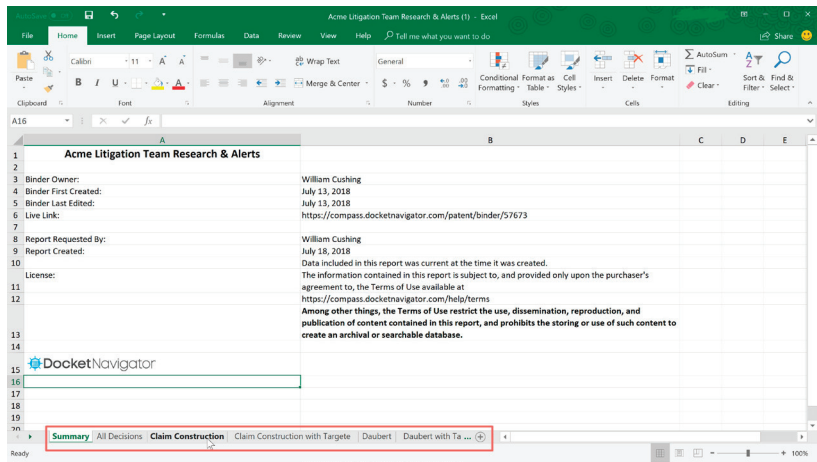 AutoSave
Acme Litigation Team Research & Alerts (1) - Excel
File Home Insert Page Layout Formulas Data Review View Help Tell me what you want to do Share
Paste
Calibri 11 A A
B I U A
Wrap Text
Merge & Center
General
$ % ,
Conditional Formatting Format as Table Cell Styles
Insert Delete Format
AutoSum
Fill
Clear
Sort & Filter Find & Select
Clipboard Font Alignment Number Styles Cells Editing
A16 fx
A B C D E
1 Acme Litigation Team Research & Alerts
2
3 Binder Owner: William Cushing
4 Binder First Created: July 13, 2018
5 Binder Last Edited: July 13, 2018
6 Live Link: https://compass.docketnavigator.com/patent/binder/57673
7
8 Report Requested By: William Cushing
9 Report Created: July 18, 2018
10 Data included in this report was current at the time it was created.
License: The information contained in this report is subject to, and provided only upon the purchaser's
11 agreement to, the Terms of Use available at
12 https://compass.docketnavigator.com/help/terms
Among other things, the Terms of Use restrict the use, dissemination, reproduction, and
publication of content contained in this report, and prohibits the storing or use of such content to
13 create an archival or searchable database.
14
15 DocketNavigator
16
17
18
19
20
Summary All Decisions Claim Construction Claim Construction with Targete Daubert Daubert with Ta ...
Ready 100%